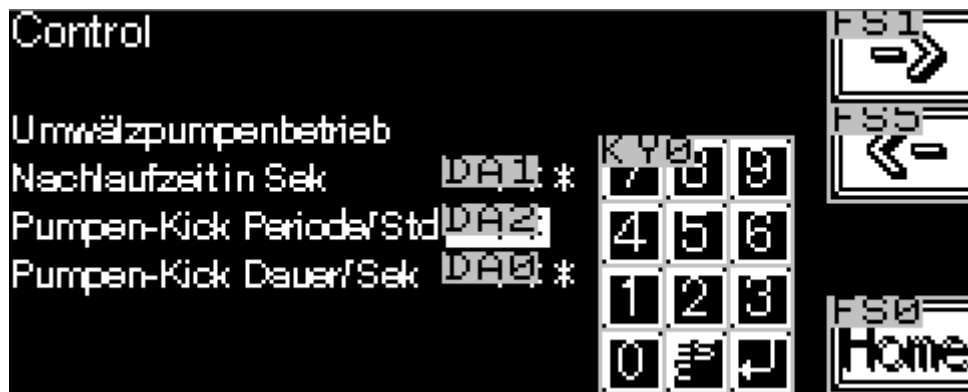 Control
FS1
->>
Umwälzpumpenbetrieb
FS5
<<-
Nachlaufzeit in Sek DA1: *
KY0
7 8 9
Pumpen-Kick Periode/Std DA2:
4 5 6
Pumpen-Kick Dauer/Sek DA0: *
1 2 3
FS0
Home
0